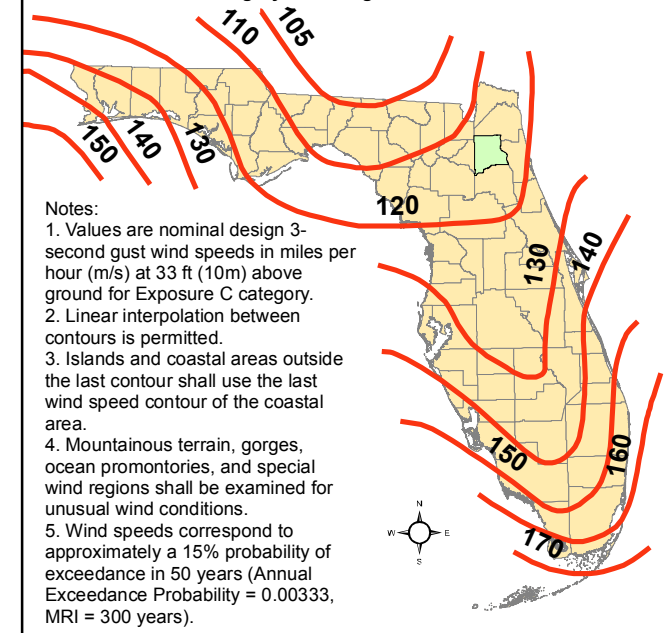 105
110
150
140
130
120
130
140
150
160
170
N
W E
S
Notes:
1. Values are nominal design 3-
second gust wind speeds in miles per
hour (m/s) at 33 ft (10m) above
ground for Exposure C category.
2. Linear interpolation between
contours is permitted.
3. Islands and coastal areas outside
the last contour shall use the last
wind speed contour of the coastal
area.
4. Mountainous terrain, gorges,
ocean promontories, and special
wind regions shall be examined for
unusual wind conditions.
5. Wind speeds correspond to
approximately a 15% probability of
exceedance in 50 years (Annual
Exceedance Probability = 0.00333,
MRI = 300 years).